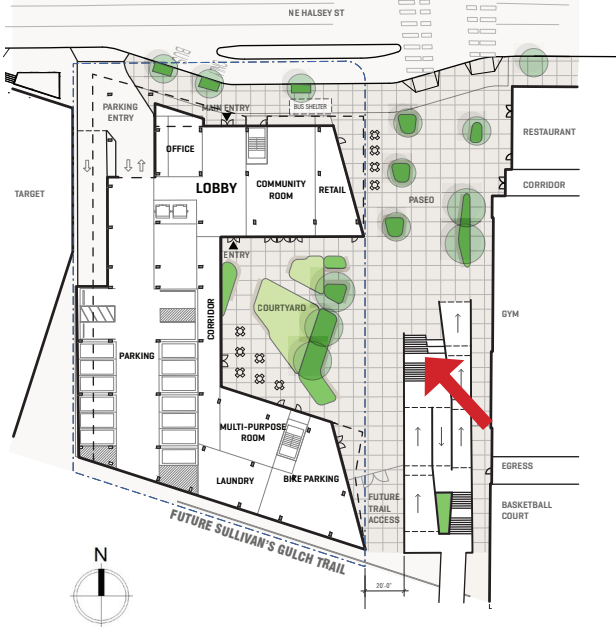 NE HALSEY ST
BU
PARKING
ENTRY
MAIN ENTRY
BUS SHELTER
OFFICE
LOBBY
COMMUNITY
ROOM
RETAIL
RESTAURANT
CORRIDOR
TARGET
PASEO
ENTRY
COURTYARD
CORRIDOR
GYM
PARKING
MULTI-PURPOSE
ROOM
LAUNDRY
BIKE PARKING
EGRESS
FUTURE
TRAIL
ACCESS
BASKETBALL
COURT
FUTURE SULLIVAN'S GULCH TRAIL
N
20'-0"